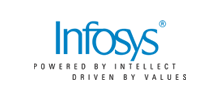 Infosys®
POWERED BY INTELLECT
DRIVEN BY VALUES